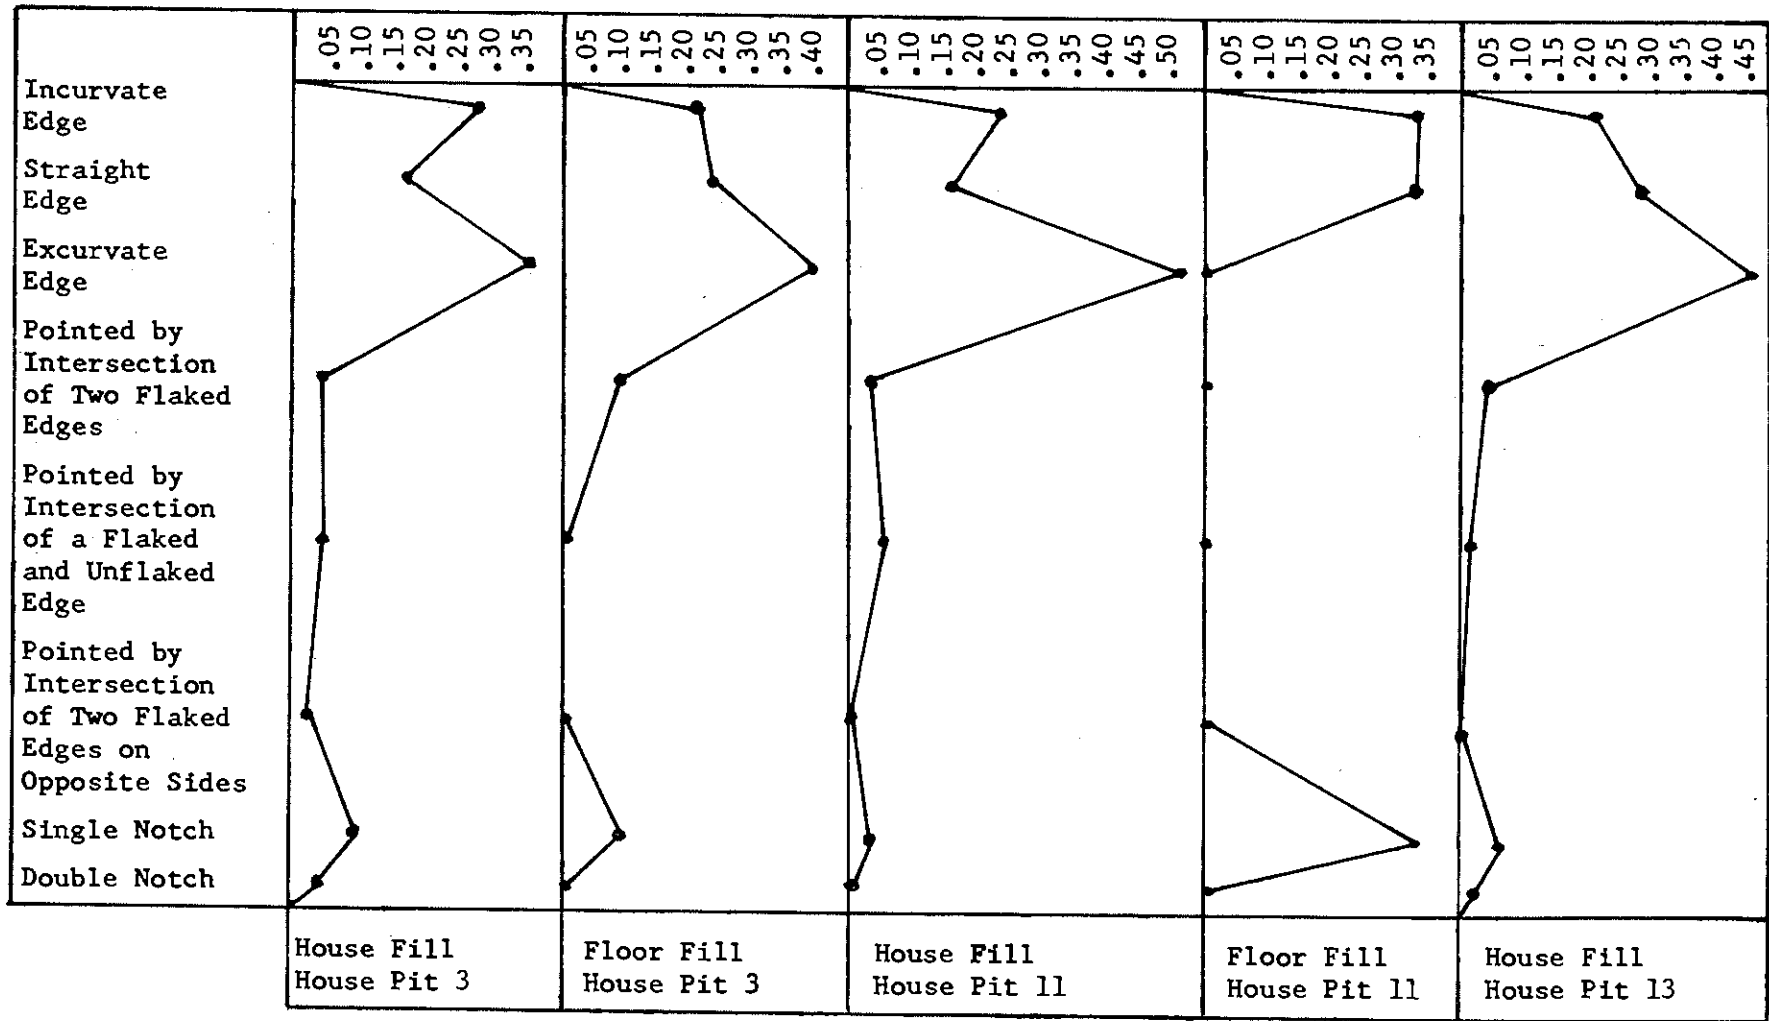 .05 .10 .15 .20 .25 .30 .35
.05 .10 .15 .20 .25 .30 .35 .40
.05 .10 .15 .20 .25 .30 .35 .40 .45 .50
.05 .10 .15 .20 .25 .30 .35
.05 .10 .15 .20 .25 .30 .35 .40 .45
Incurvate
Edge
Straight
Edge
Excurvate
Edge
Pointed by
Intersection
of Two Flaked
Edges
Pointed by
Intersection
of a Flaked
and Unflaked
Edge
Pointed by
Intersection
of Two Flaked
Edges on
Opposite Sides
Single Notch
Double Notch
House Fill
House Pit 3
Floor Fill
House Pit 3
House Fill
House Pit 11
Floor Fill
House Pit 11
House Fill
House Pit 13